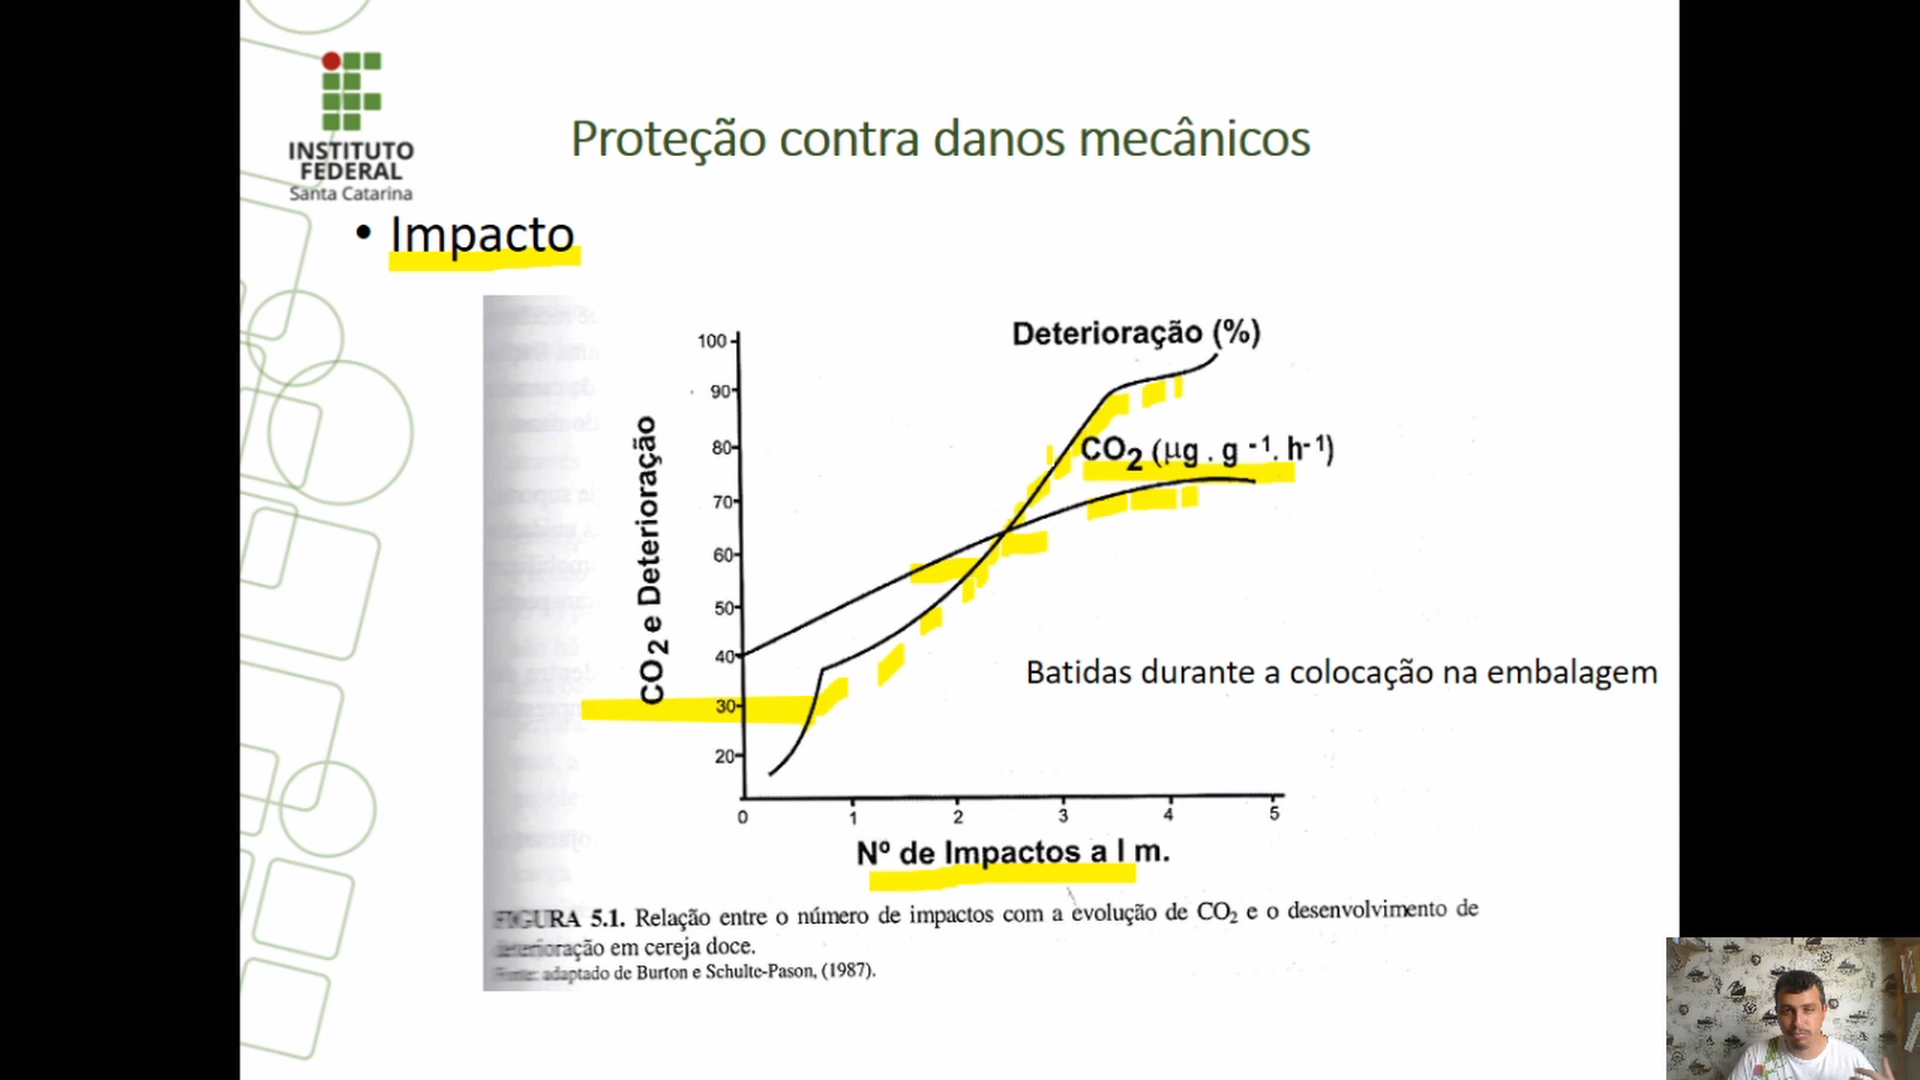 INSTITUTO
FEDERAL
Santa Catarina
Proteção contra danos mecânicos
• Impacto
Deterioração (%)
CO2 (µg . g -1. h-1)
CO2 e Deterioração
100
90
80
70
60
50
40
30
20
0 1 2 3 4 5
Nº de Impactos a 1 m.
Batidas durante a colocação na embalagem
FIGURA 5.1. Relação entre o número de impactos com a evolução de CO2 e o desenvolvimento de
deterioração em cereja doce.
Fonte: adaptado de Burton e Schulte-Pason, (1987).